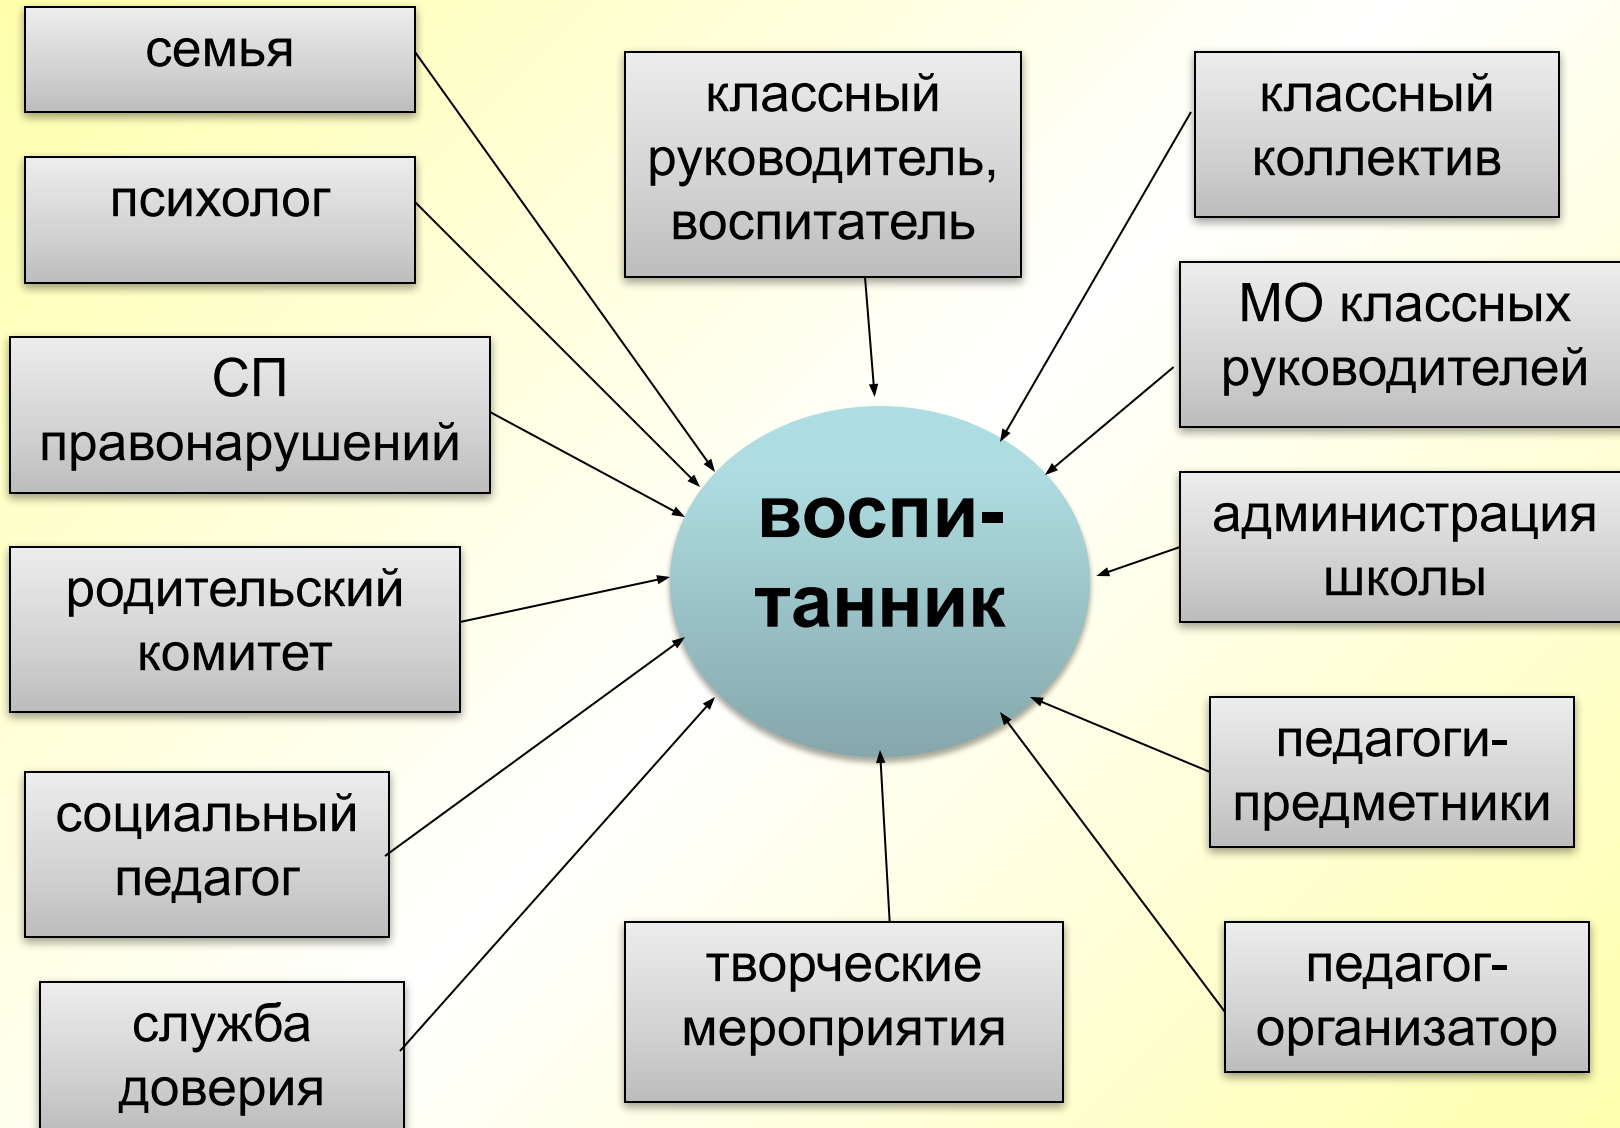 семья
психолог
СП
правонарушений
родительский
комитет
социальный
педагог
служба
доверия
классный
руководитель,
воспитатель
воспи-
танник
творческие
мероприятия
классный
коллектив
МО классных
руководителей
администрация
школы
педагоги-
предметники
педагог-
организатор